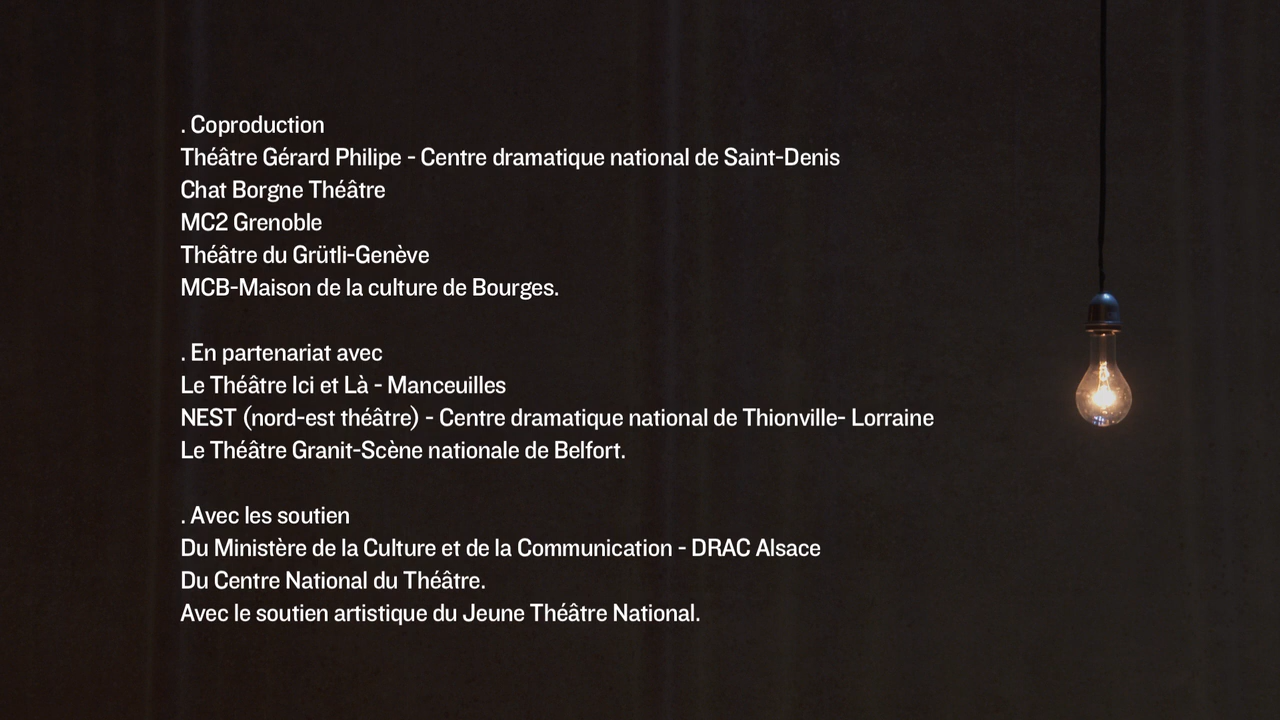 . Coproduction
Théâtre Gérard Philipe - Centre dramatique national de Saint-Denis
Chat Borgne Théâtre
MC2 Grenoble
Théâtre du Grütli-Genève
MCB-Maison de la culture de Bourges.
. En partenariat avec
Le Théâtre Ici et Là - Manceuilles
NEST (nord-est théâtre) - Centre dramatique national de Thionville- Lorraine
Le Théâtre Granit-Scène nationale de Belfort.
. Avec les soutien
Du Ministère de la Culture et de la Communication - DRAC Alsace
Du Centre National du Théâtre.
Avec le soutien artistique du Jeune Théâtre National.